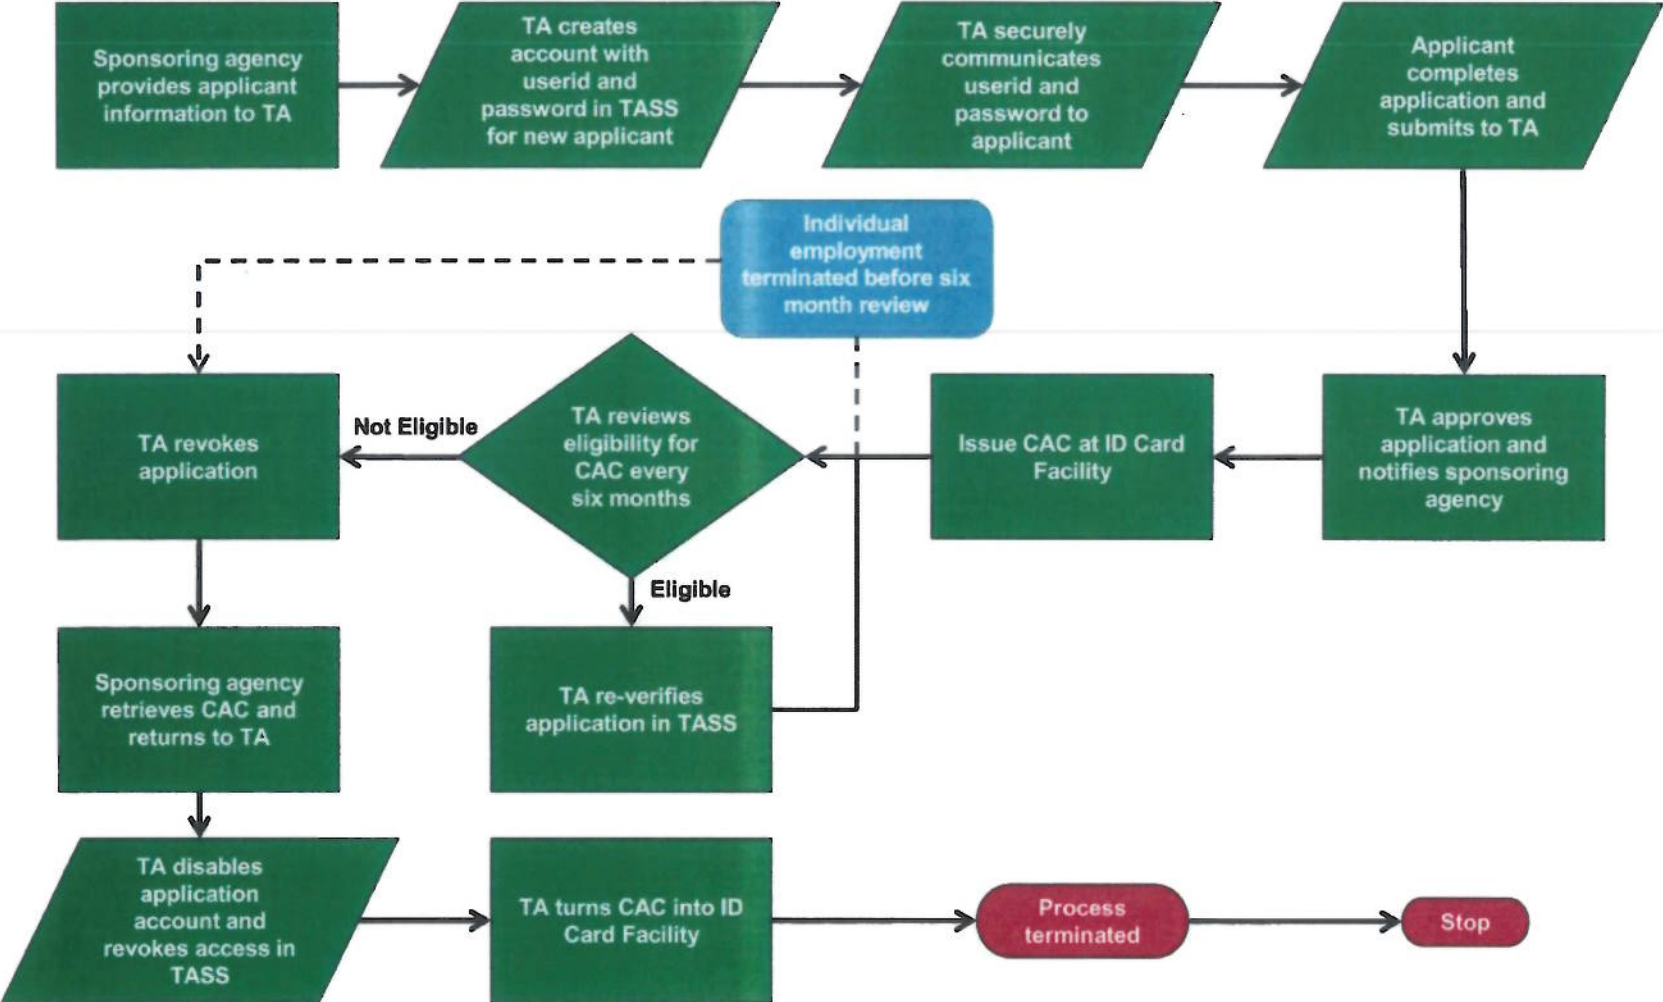 Sponsoring agency
provides applicant
information to TA
TA creates
account with
userid and
password in TASS
for new applicant
TA securely
communicates
userid and
password to
applicant
Applicant
completes
application and
submits to TA
Individual
employment
terminated before six
month review
TA revokes
application
Not Eligible
TA reviews
eligibility for
CAC every
six months
Issue CAC at ID Card
Facility
TA approves
application and
notifies sponsoring
agency
Eligible
Sponsoring agency
retrieves CAC and
returns to TA
TA re-verifies
application in TASS
TA disables
application
account and
revokes access in
TASS
TA turns CAC into ID
Card Facility
Process
terminated
Stop